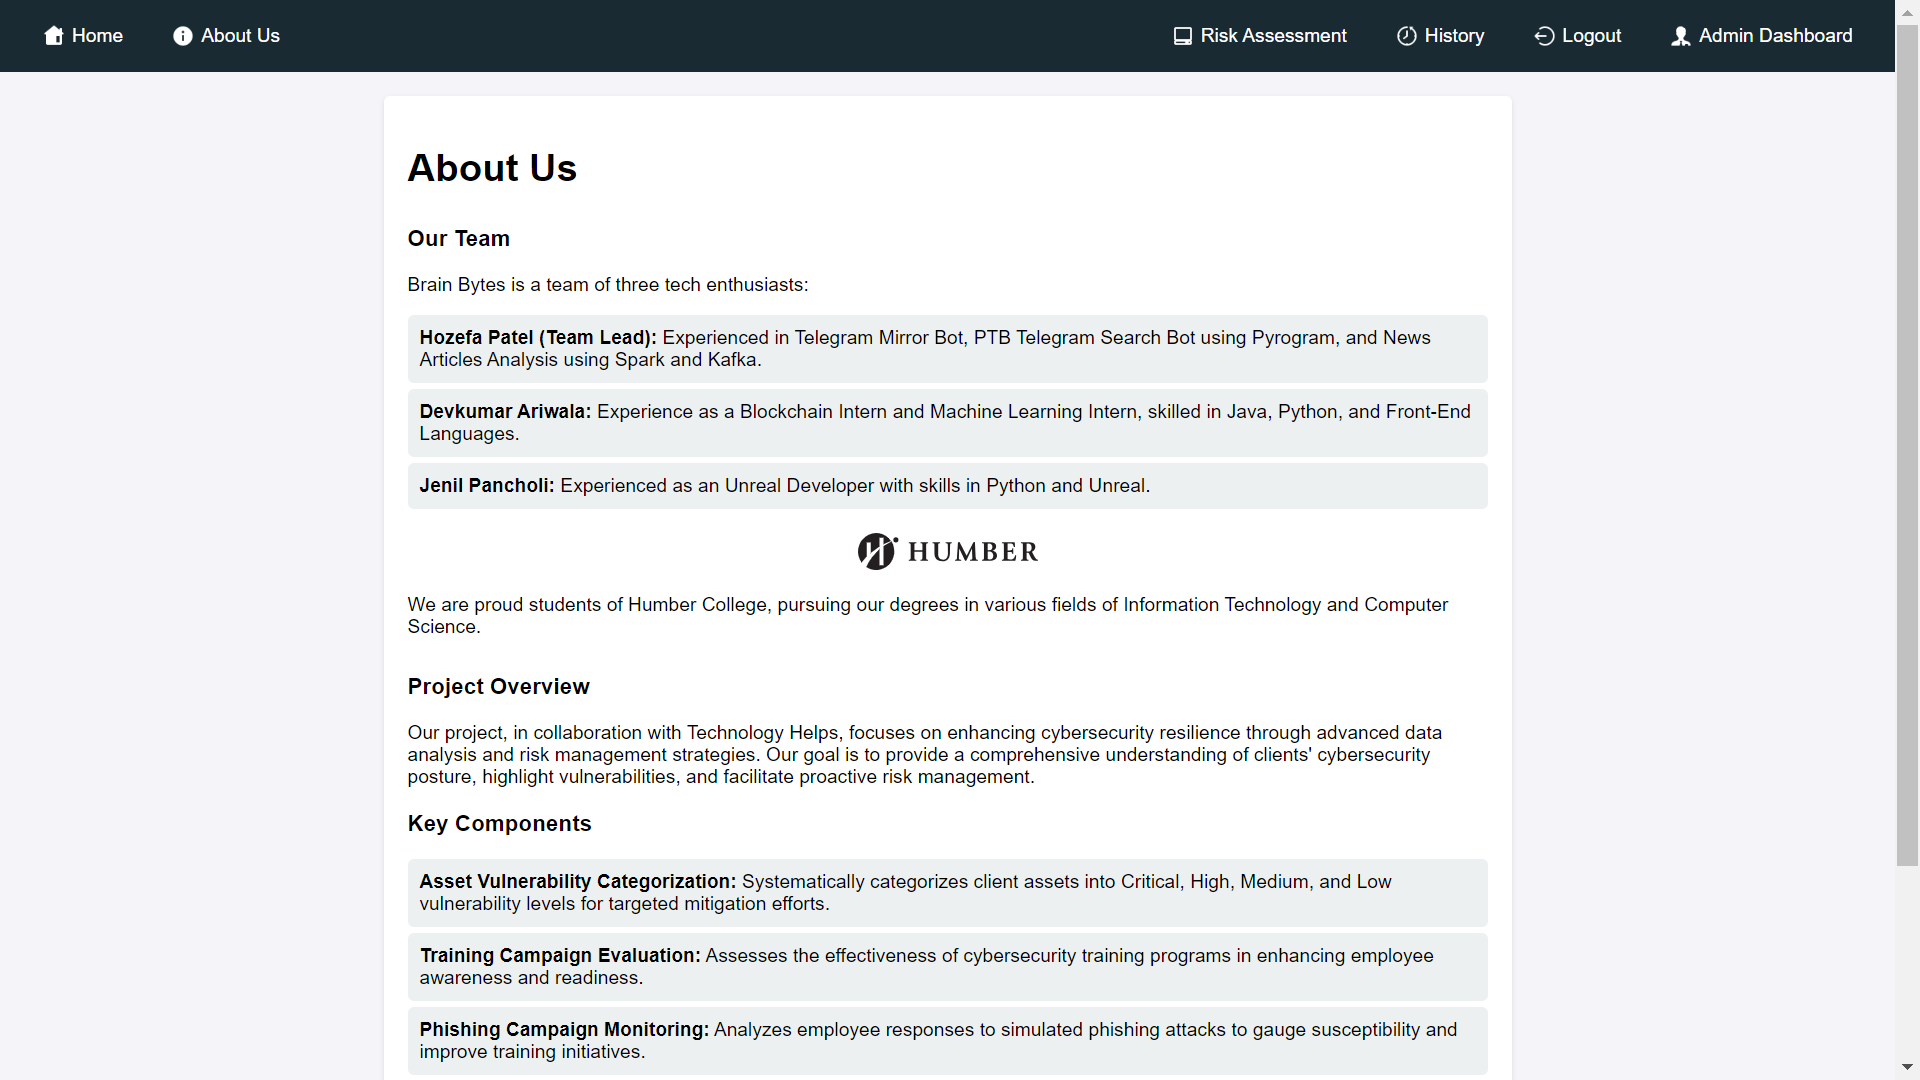 Home About Us Risk Assessment History Logout Admin Dashboard
About Us
Our Team
Brain Bytes is a team of three tech enthusiasts:
Hozefa Patel (Team Lead): Experienced in Telegram Mirror Bot, PTB Telegram Search Bot using Pyrogram, and News
Articles Analysis using Spark and Kafka.
Devkumar Ariwala: Experience as a Blockchain Intern and Machine Learning Intern, skilled in Java, Python, and Front-End
Languages.
Jenil Pancholi: Experienced as an Unreal Developer with skills in Python and Unreal.
HUMBER
We are proud students of Humber College, pursuing our degrees in various fields of Information Technology and Computer
Science.
Project Overview
Our project, in collaboration with Technology Helps, focuses on enhancing cybersecurity resilience through advanced data
analysis and risk management strategies. Our goal is to provide a comprehensive understanding of clients' cybersecurity
posture, highlight vulnerabilities, and facilitate proactive risk management.
Key Components
Asset Vulnerability Categorization: Systematically categorizes client assets into Critical, High, Medium, and Low
vulnerability levels for targeted mitigation efforts.
Training Campaign Evaluation: Assesses the effectiveness of cybersecurity training programs in enhancing employee
awareness and readiness.
Phishing Campaign Monitoring: Analyzes employee responses to simulated phishing attacks to gauge susceptibility and
improve training initiatives.